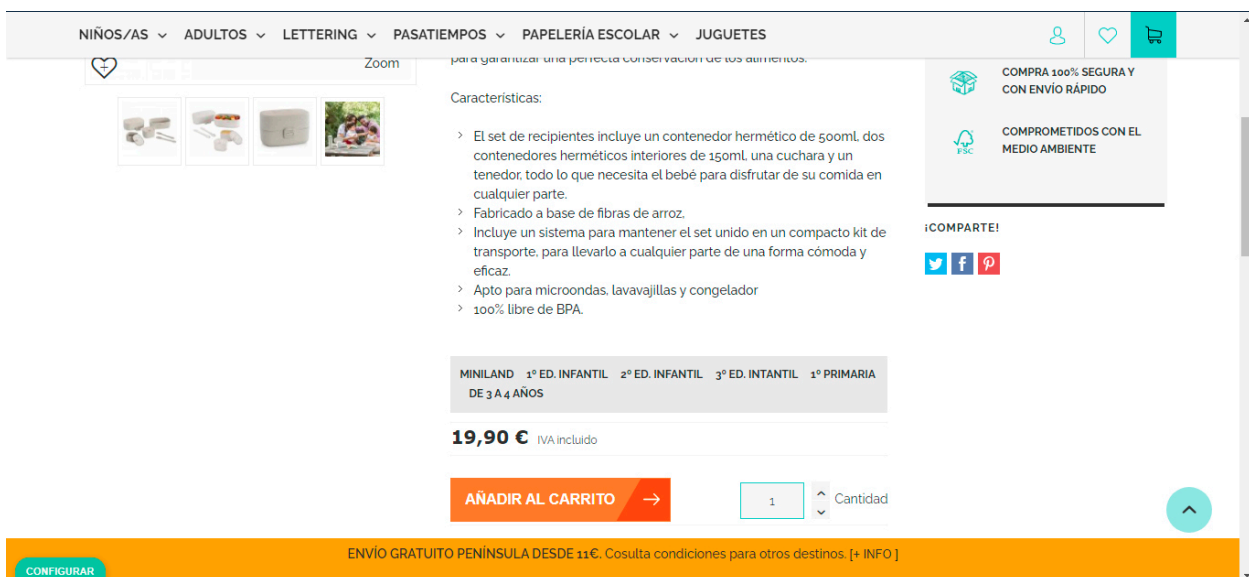 NIÑOS/AS ADULTOS LETTERING PASATIEMPOS PAPELERÍA ESCOLAR JUGUETES
Zoom
para garantizar una perfecta conservación de los alimentos.
Características:
El set de recipientes incluye un contenedor hermético de 500ml, dos
contenedores herméticos interiores de 150ml, una cuchara y un
tenedor, todo lo que necesita el bebé para disfrutar de su comida en
cualquier parte.
Fabricado a base de fibras de arroz.
Incluye un sistema para mantener el set unido en un compacto kit de
transporte, para llevarlo a cualquier parte de una forma cómoda y
eficaz.
Apto para microondas, lavavajillas y congelador
100% libre de BPA.
MINILAND 1º ED. INFANTIL 2º ED. INFANTIL 3º ED. INTANTIL 1º PRIMARIA
DE 3 A 4 AÑOS
19,90 € IVA incluido
AÑADIR AL CARRITO
1 Cantidad
COMPRA 100% SEGURA Y
CON ENVÍO RÁPIDO
FSC
COMPROMETIDOS CON EL
MEDIO AMBIENTE
¡COMPARTE!
ENVÍO GRATUITO PENÍNSULA DESDE 11€. Cosulta condiciones para otros destinos. [+ INFO ]
CONFIGURAR